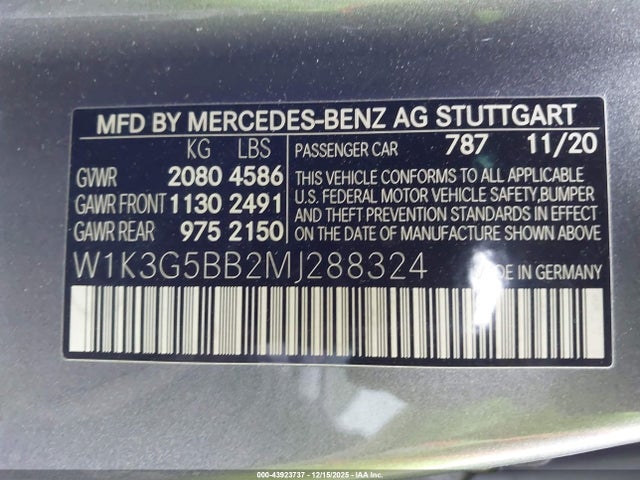 MFD BY MERCEDES-BENZ AG STUTTGART
KG LBS
GVWR 2080 4586
GAWR FRONT 1130 2491
GAWR REAR 975 2150
PASSENGER CAR 787 11/20
THIS VEHICLE CONFORMS TO ALL APPLICABLE
U.S. FEDERAL MOTOR VEHICLE SAFETY,BUMPER
AND THEFT PREVENTION STANDARDS IN EFFECT
ON THE DATE OF MANUFACTURE SHOWN ABOVE
W1K3G5BB2MJ288324
MADE IN GERMANY
000-43923737 - 12/15/2025 - IAA Inc.